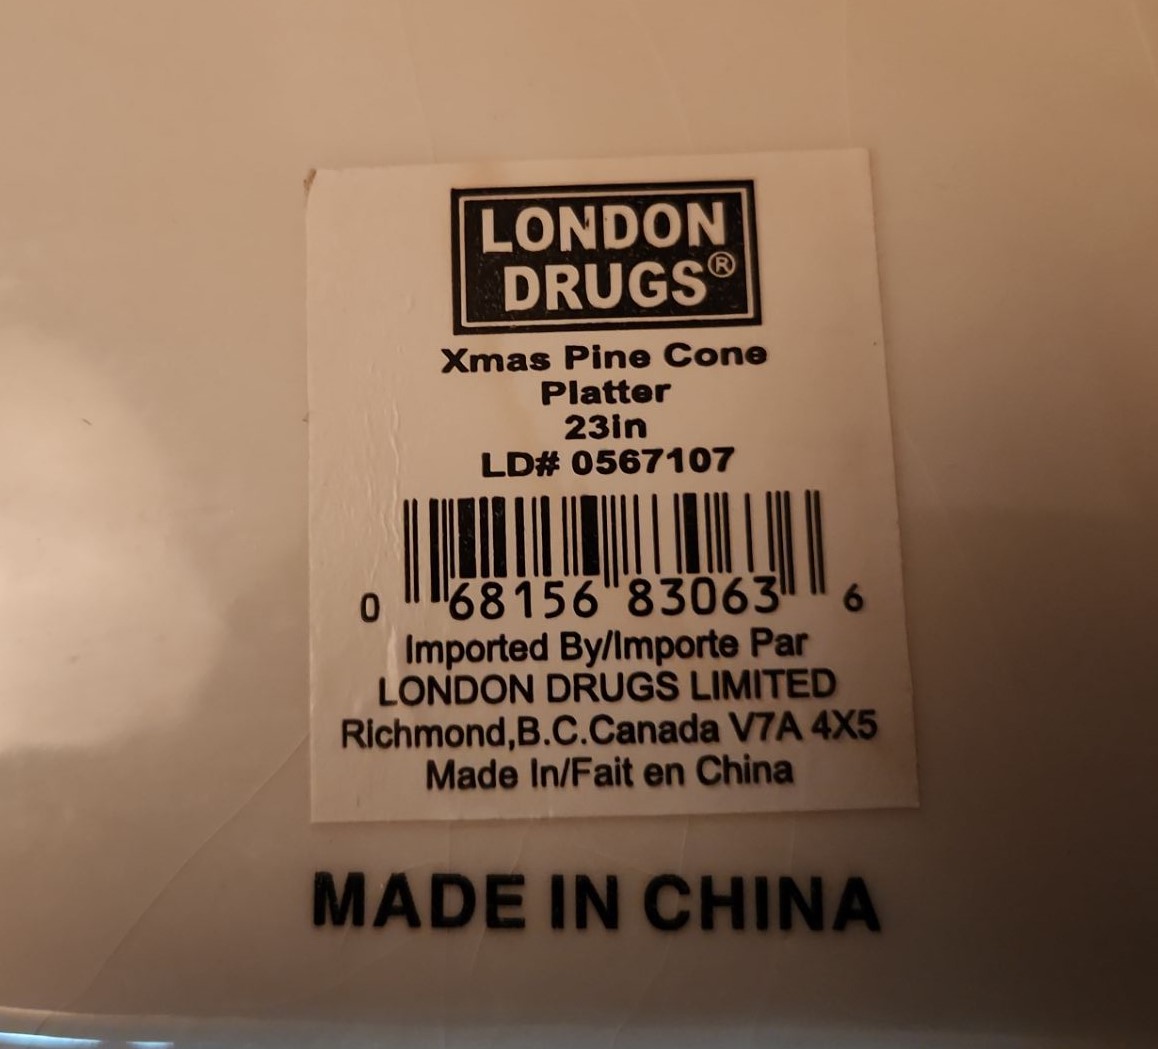 LONDON
DRUGS®
Xmas Pine Cone
Platter
23in
LD# 0567107
0 68156 83063 6
Imported By/Importe Par
LONDON DRUGS LIMITED
Richmond,B.C.Canada V7A 4X5
Made In/Fait en China
MADE IN CHINA